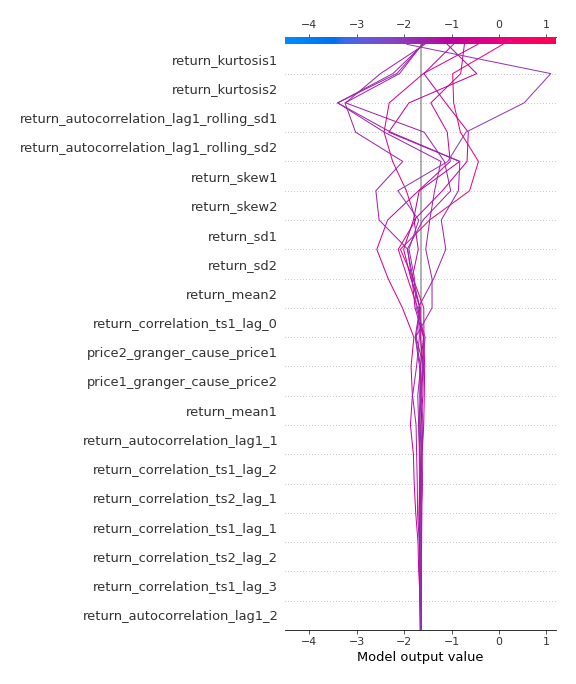 −4 −3 −2 −1 0 1
return_kurtosis1
return_kurtosis2
return_autocorrelation_lag1_rolling_sd1
return_autocorrelation_lag1_rolling_sd2
return_skew1
return_skew2
return_sd1
return_sd2
return_mean2
return_correlation_ts1_lag_0
price2_granger_cause_price1
price1_granger_cause_price2
return_mean1
return_autocorrelation_lag1_1
return_correlation_ts1_lag_2
return_correlation_ts2_lag_1
return_correlation_ts1_lag_1
return_correlation_ts2_lag_2
return_correlation_ts1_lag_3
return_autocorrelation_lag1_2
−4 −3 −2 −1 0 1
Model output value